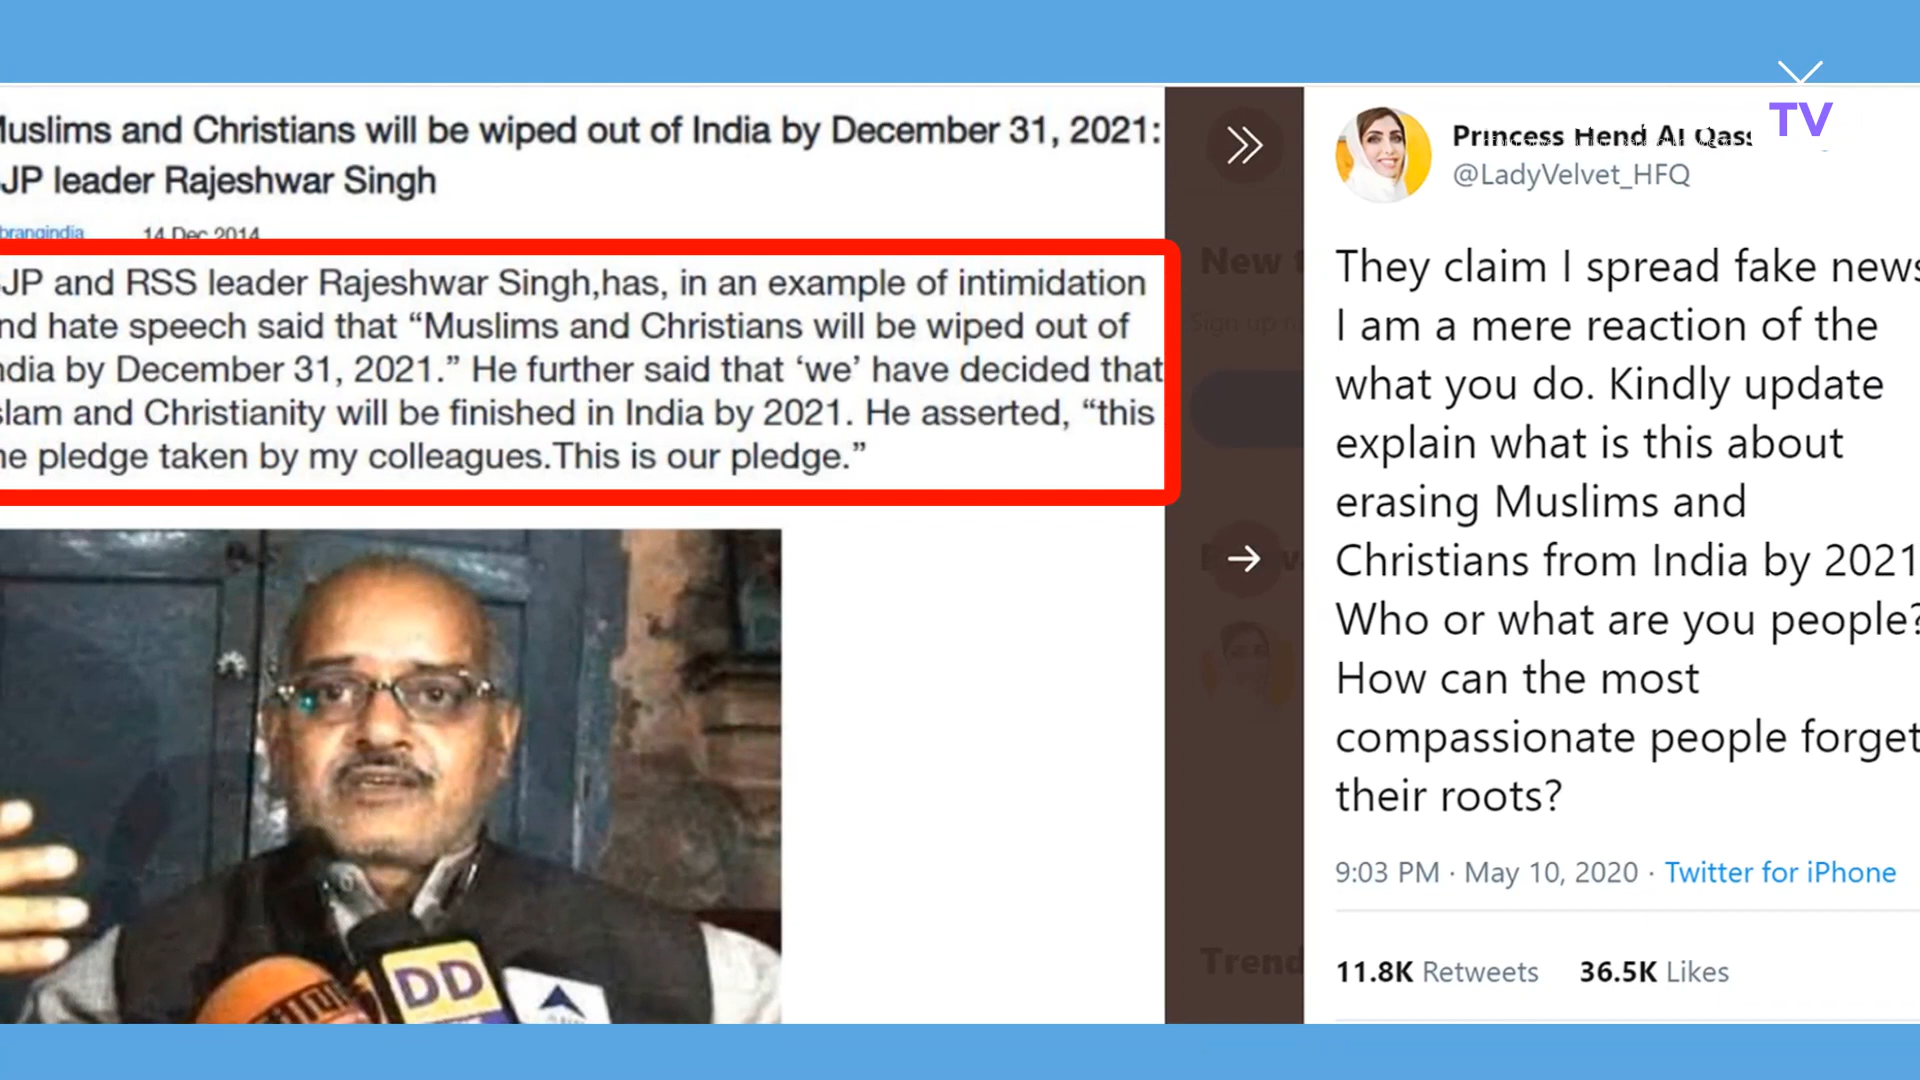 Muslims and Christians will be wiped out of India by December 31, 2021:
JP leader Rajeshwar Singh
brangindia 14 Dec 2014
JP and RSS leader Rajeshwar Singh,has, in an example of intimidation
nd hate speech said that “Muslims and Christians will be wiped out of
ndia by December 31, 2021.” He further said that ‘we’ have decided that
slam and Christianity will be finished in India by 2021. He asserted, “this
he pledge taken by my colleagues.This is our pledge.”
DD
New t
Sign up
Trend
TV
Princess Hend Al Qass
@LadyVelvet_HFQ
They claim I spread fake news
I am a mere reaction of the
what you do. Kindly update
explain what is this about
erasing Muslims and
Christians from India by 2021
Who or what are you people?
How can the most
compassionate people forget
their roots?
9:03 PM · May 10, 2020 · Twitter for iPhone
11.8K Retweets 36.5K Likes